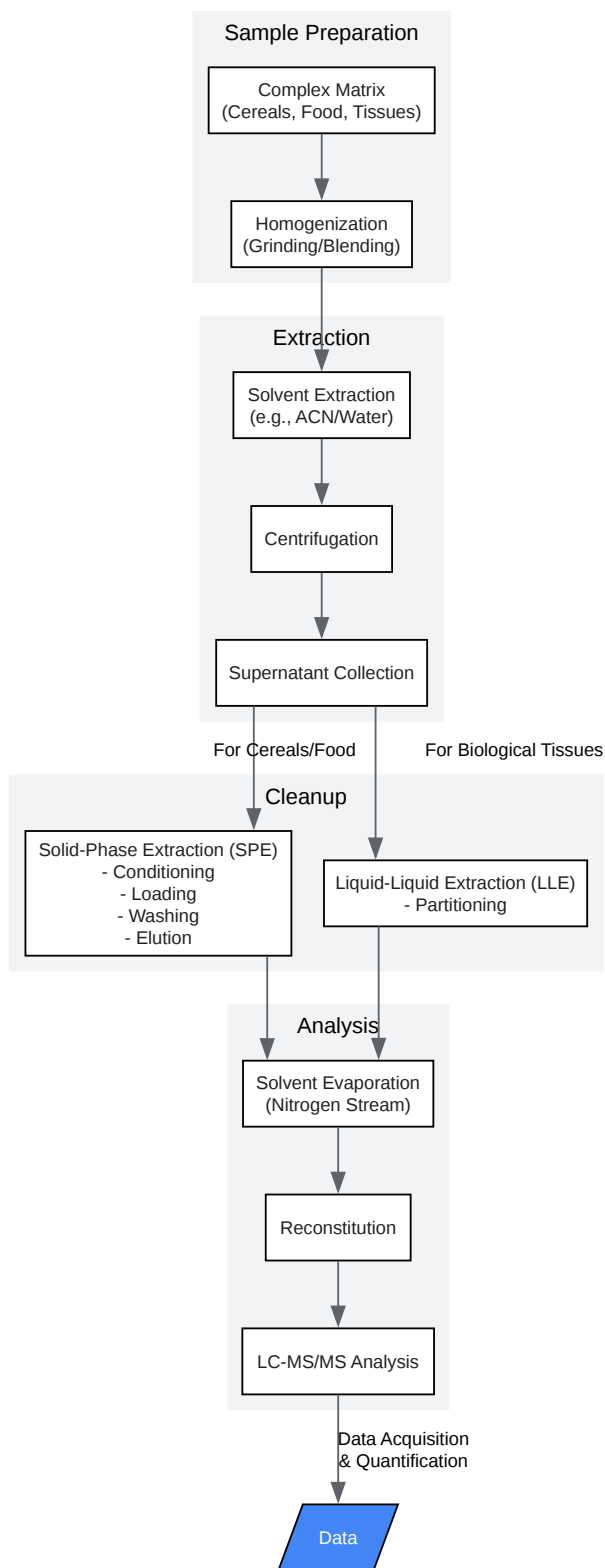 Sample Preparation
Complex Matrix
(Cereals, Food, Tissues)
Homogenization
(Grinding/Blending)
Extraction
Solvent Extraction
(e.g., ACN/Water)
Centrifugation
Supernatant Collection
For Cereals/Food
For Biological Tissues
Cleanup
Solid-Phase Extraction (SPE)
- Conditioning
- Loading
- Washing
- Elution
Liquid-Liquid Extraction (LLE)
- Partitioning
Analysis
Solvent Evaporation
(Nitrogen Stream)
Reconstitution
LC-MS/MS Analysis
Data Acquisition
& Quantification
Data